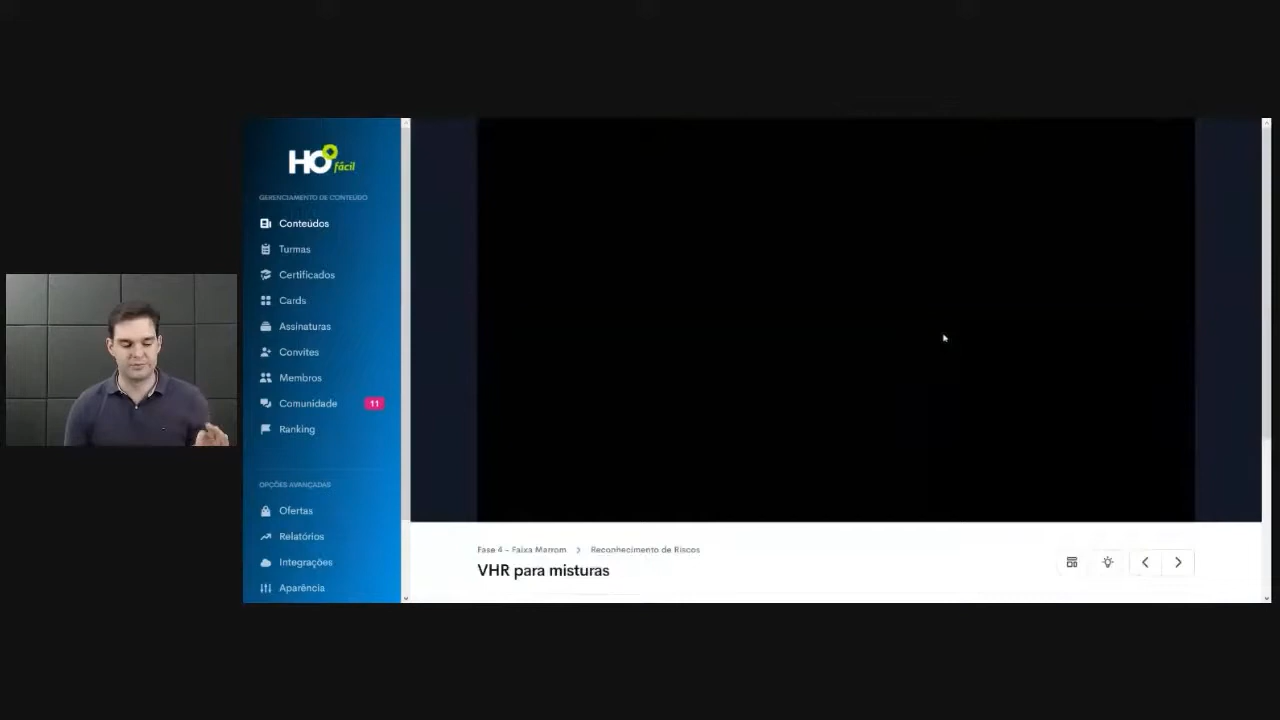 HO fácil
GERENCIAMENTO DE CONTEÚDO
Conteúdos
Turmas
Certificados
Cards
Assinaturas
Convites
Membros
Comunidade 11
Ranking
OPÇÕES AVANÇADAS
Ofertas
Relatórios
Integrações
Aparência
Fase 4 - Faixa Marrom > Reconhecimento de Riscos
VHR para misturas